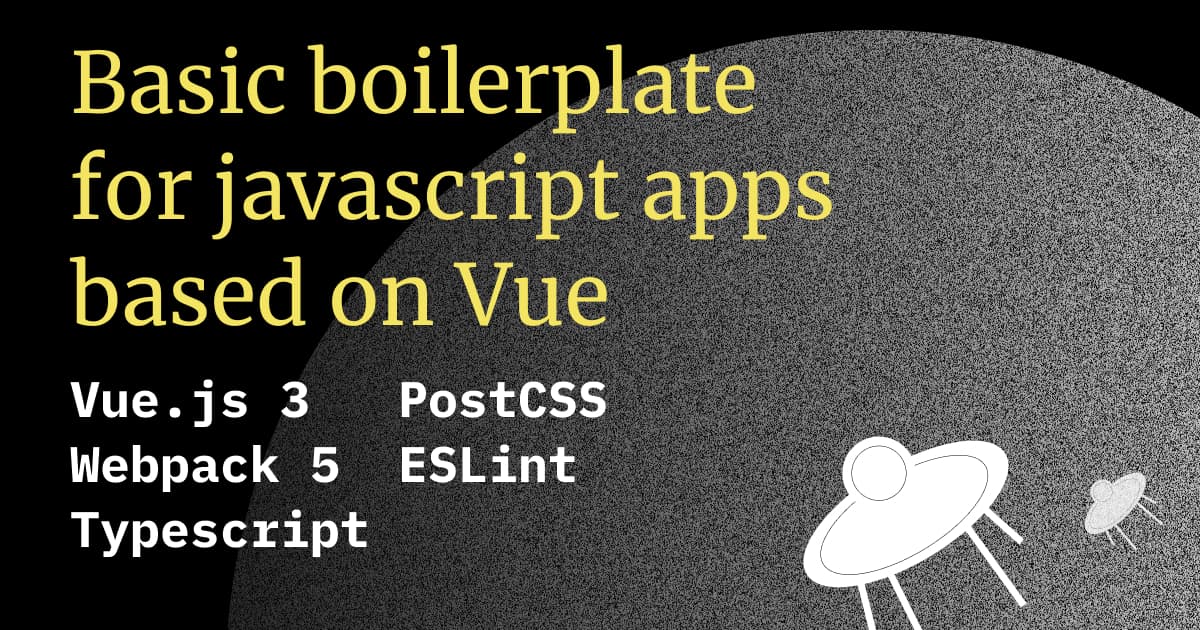 Basic boilerplate
for javascript apps
based on Vue
Vue.js 3
Webpack 5
Typescript
PostCSS
ESLint